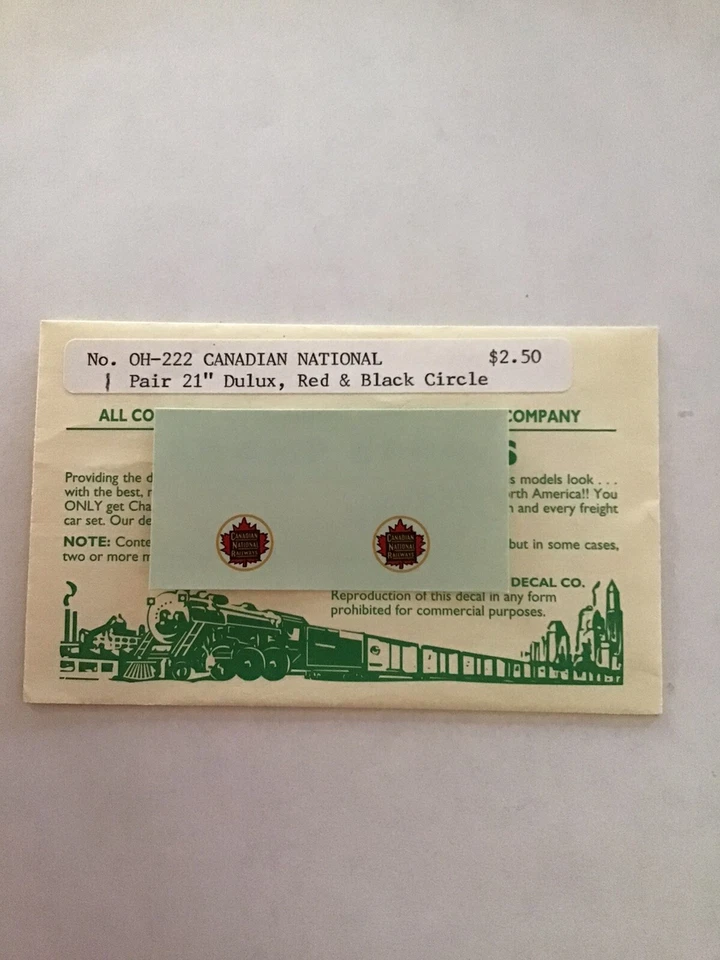 No. OH-222 CANADIAN NATIONAL $2.50
1 Pair 21" Dulux, Red & Black Circle
ALL CO COMPANY
S
Providing the d s models look . . .
with the best, r orth America!! You
ONLY get Cha n and every freight
car set. Our de
NOTE: Conte but in some cases,
two or more m
CANADIAN
NATIONAL
RAILWAYS
CANADIAN
NATIONAL
RAILWAYS
DECAL CO.
Reproduction of this decal in any form
prohibited for commercial purposes.